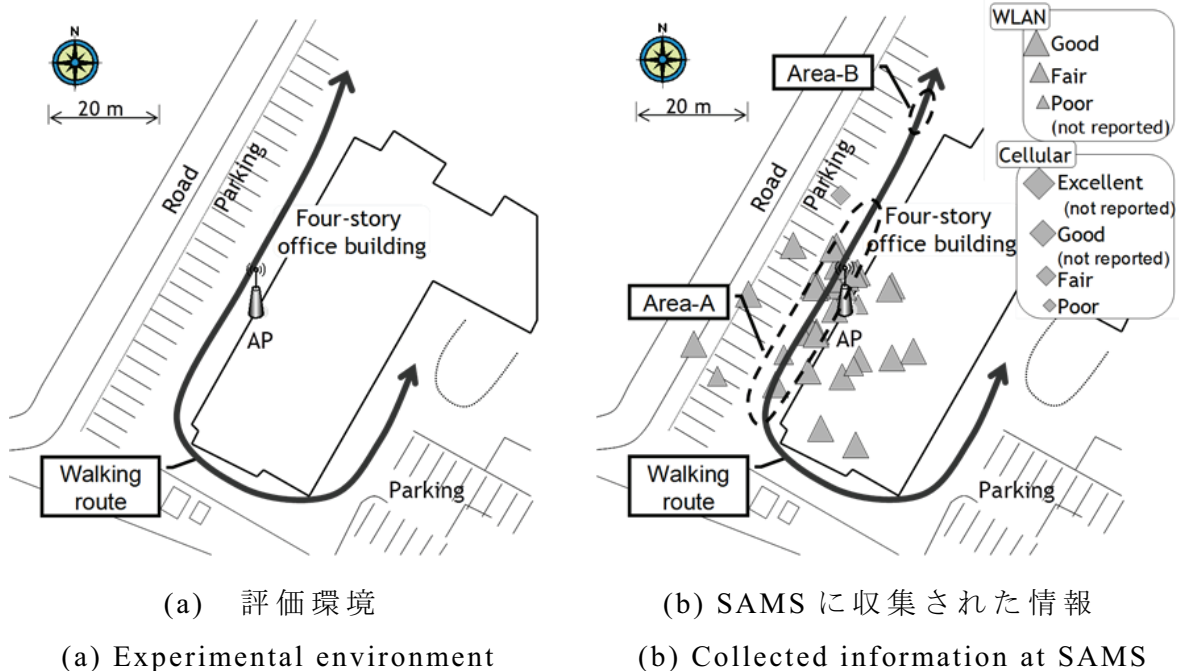 N
20 m
Road
Parking
Four-story
office building
AP
Walking
route
Parking
(a) 評価環境
(a) Experimental environment
N
20 m
Area-B
WLAN
Good
Fair
Poor
(not reported)
Cellular
Excellent
(not reported)
Good
(not reported)
Fair
Poor
Road
Parking
Four-story
office building
Area-A
AP
Walking
route
Parking
(b) SAMS に収集された情報
(b) Collected information at SAMS